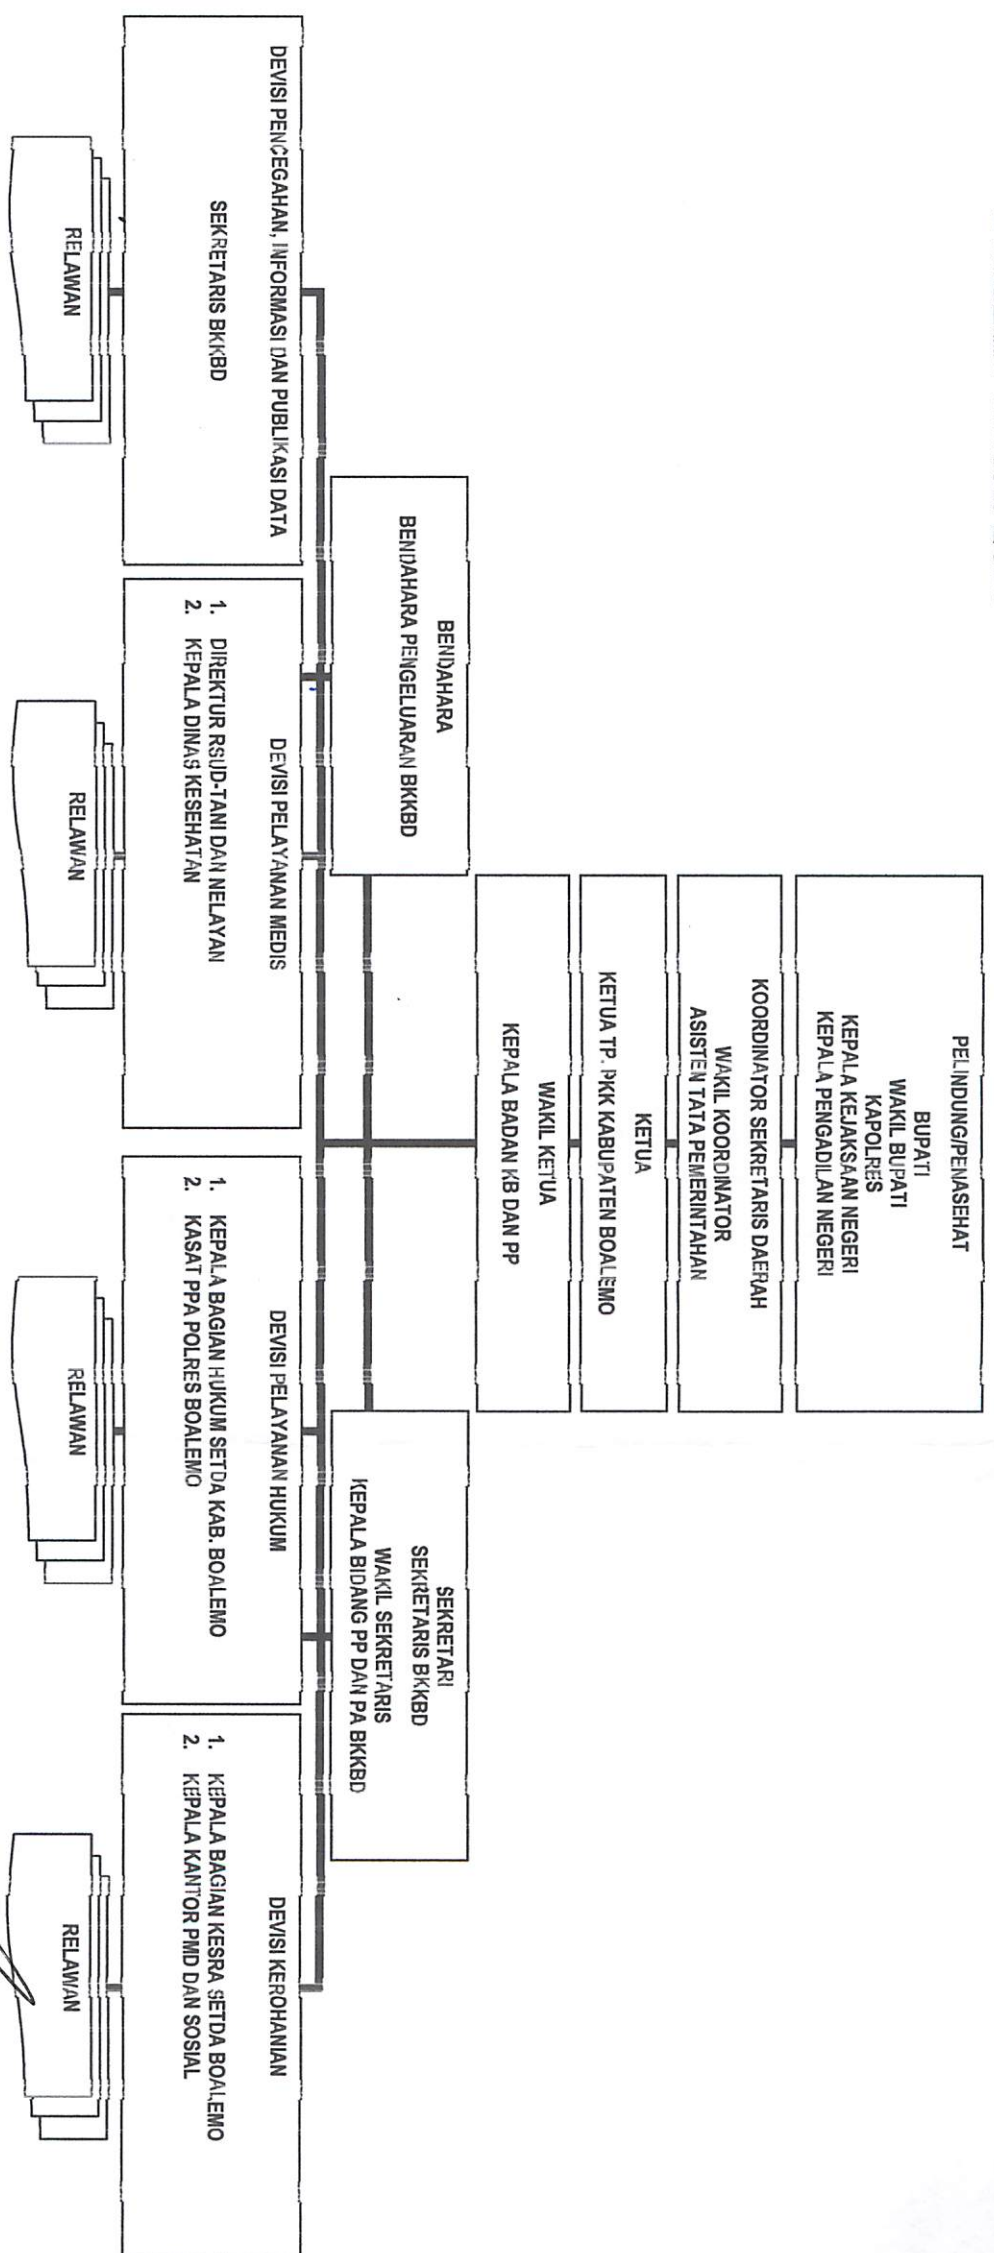 PELINDUNG/PENASEHAT
BUPATI
WAKIL BUPATI
KAPOLRES
KEPALA KEJAKSAAN NEGERI
KEPALA PENGADILAN NEGERI
KOORDINATOR SEKRETARIS DAERAH
WAKIL KOORDINATOR
ASISTEN TATA PEMERINTAHAN
KETUA
KETUA TP. PKK KABUPATEN BOALEMO
WAKIL KETUA
KEPALA BADAN KB DAN PP
BENDAHARA
BENDAHARA PENGELUARAN BKKBD
SEKRETARI
SEKRETARIS BKKBD
WAKIL SEKRETARIS
KEPALA BIDANG PP DAN PA BKKBD
DEVISI PENCEGAHAN, INFORMASI DAN PUBLIKASI DATA
SEKRETARIS BKKBD
DEVISI PELAYANAN MEDIS
1. DIREKTUR RSUD-TANI DAN NELAYAN
2. KEPALA DINAS KESEHATAN
DEVISI PELAYANAN HUKUM
1. KEPALA BAGIAN HUKUM SETDA KAB. BOALEMO
2. KASAT PPA POLRES BOALEMO
DEVISI KEROHANIAN
1. KEPALA BAGIAN KESRA SETDA BOALEMO
2. KEPALA KANTOR PMD DAN SOSIAL
RELAWAN
RELAWAN
RELAWAN
RELAWAN